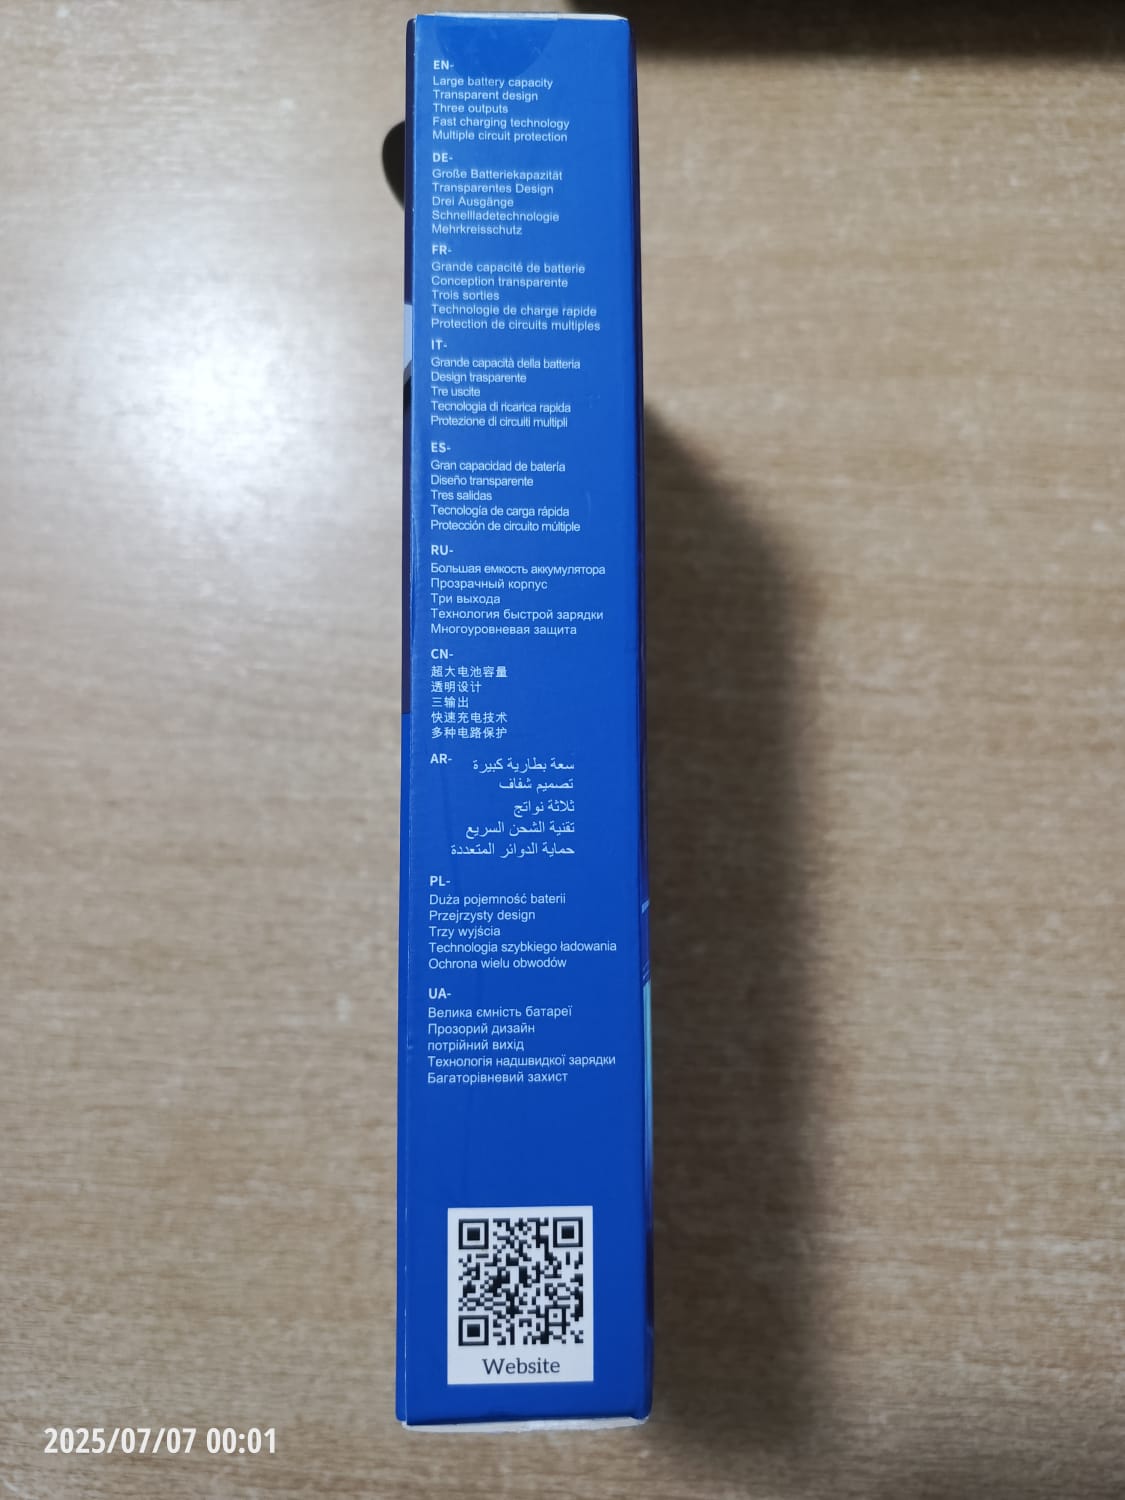 EN-
Large battery capacity
Transparent design
Three outputs
Fast charging technology
Multiple circuit protection
DE-
Große Batteriekapazität
Transparentes Design
Drei Ausgänge
Schnellladetechnologie
Mehrkreisschutz
FR-
Grande capacité de batterie
Conception transparente
Trois sorties
Technologie de charge rapide
Protection de circuits multiples
IT-
Grande capacità della batteria
Design trasparente
Tre uscite
Tecnologia di ricarica rapida
Protezione di circuiti multipli
ES-
Gran capacidad de batería
Diseño transparente
Tres salidas
Tecnología de carga rápida
Protección de circuito múltiple
RU-
Большая емкость аккумулятора
Прозрачный корпус
Три выхода
Технология быстрой зарядки
Многоуровневая защита
CN-
超大电池容量
透明设计
三输出
快速充电技术
多种电路保护
AR- سعة بطارية كبيرة
تصميم شفاف
ثلاثة نواتج
تقنية الشحن السريع
حماية الدوائر المتعددة
PL-
Duża pojemność baterii
Przejrzysty design
Trzy wyjścia
Technologia szybkiego ładowania
Ochrona wielu obwodów
UA-
Велика ємність батареї
Прозорий дизайн
потрійний вихід
Технологія надшвидкої зарядки
Багаторівневий захист
Website
2025/07/07 00:01